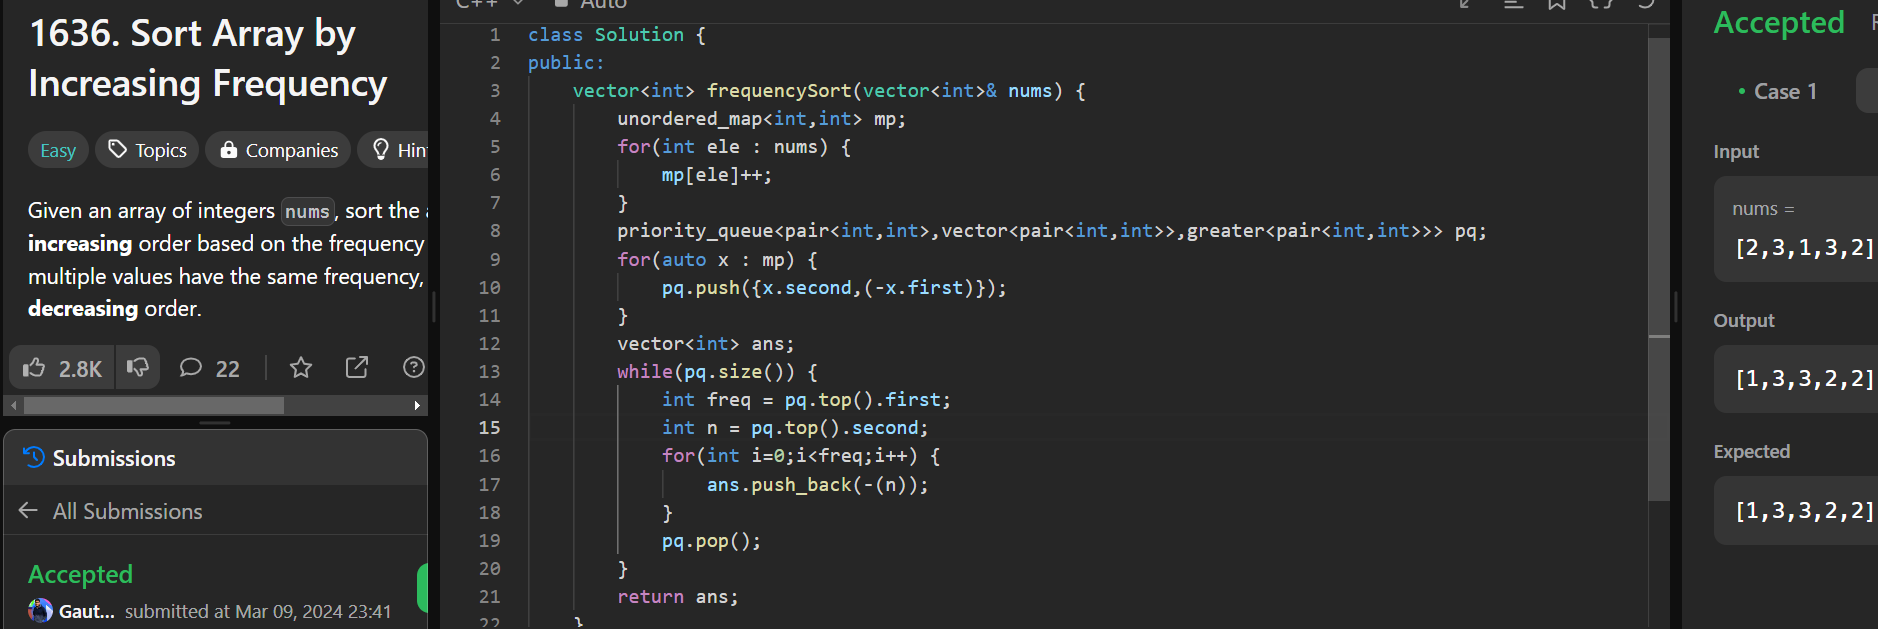 1636. Sort Array by
Increasing Frequency
Easy
Topics
Companies
Given an array of integers nums, sort the
increasing order based on the frequency
multiple values have the same frequency,
decreasing order.
2.8K
22
Submissions
All Submissions
Accepted
Gaut... submitted at Mar 09, 2024 23:41
C++
Auto
1 class Solution {
2 public:
3 vector<int> frequencySort(vector<int>& nums) {
4 unordered_map<int,int> mp;
5 for(int ele : nums) {
6 mp[ele]++;
7 }
8 priority_queue<pair<int,int>,vector<pair<int,int>>,greater<pair<int,int>>> pq;
9 for(auto x : mp) {
10 pq.push({x.second,(-x.first)});
11 }
12 vector<int> ans;
13 while(pq.size()) {
14 int freq = pq.top().first;
15 int n = pq.top().second;
16 for(int i=0;i<freq;i++) {
17 ans.push_back(-(n));
18 }
19 pq.pop();
20 }
21 return ans;
22 }
Accepted
• Case 1
Input
nums =
[2,3,1,3,2]
Output
[1,3,3,2,2]
Expected
[1,3,3,2,2]